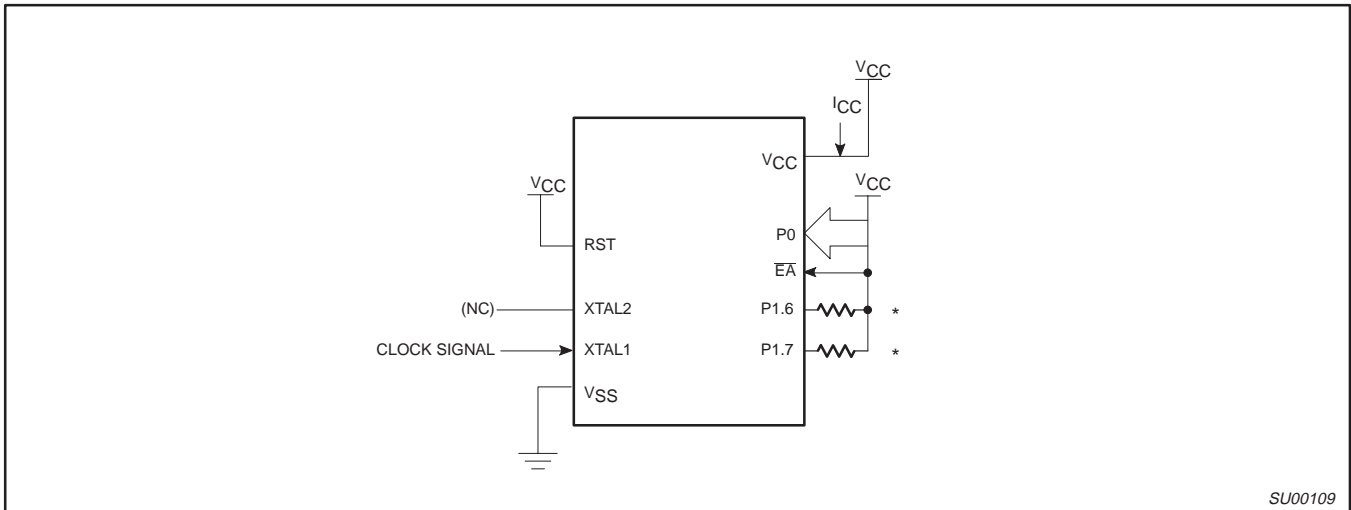 VCC
ICC
VCC
VCC
VCC
RST
P0
EA
(NC)
XTAL2
P1.6
*
CLOCK SIGNAL
XTAL1
P1.7
*
VSS
SU00109